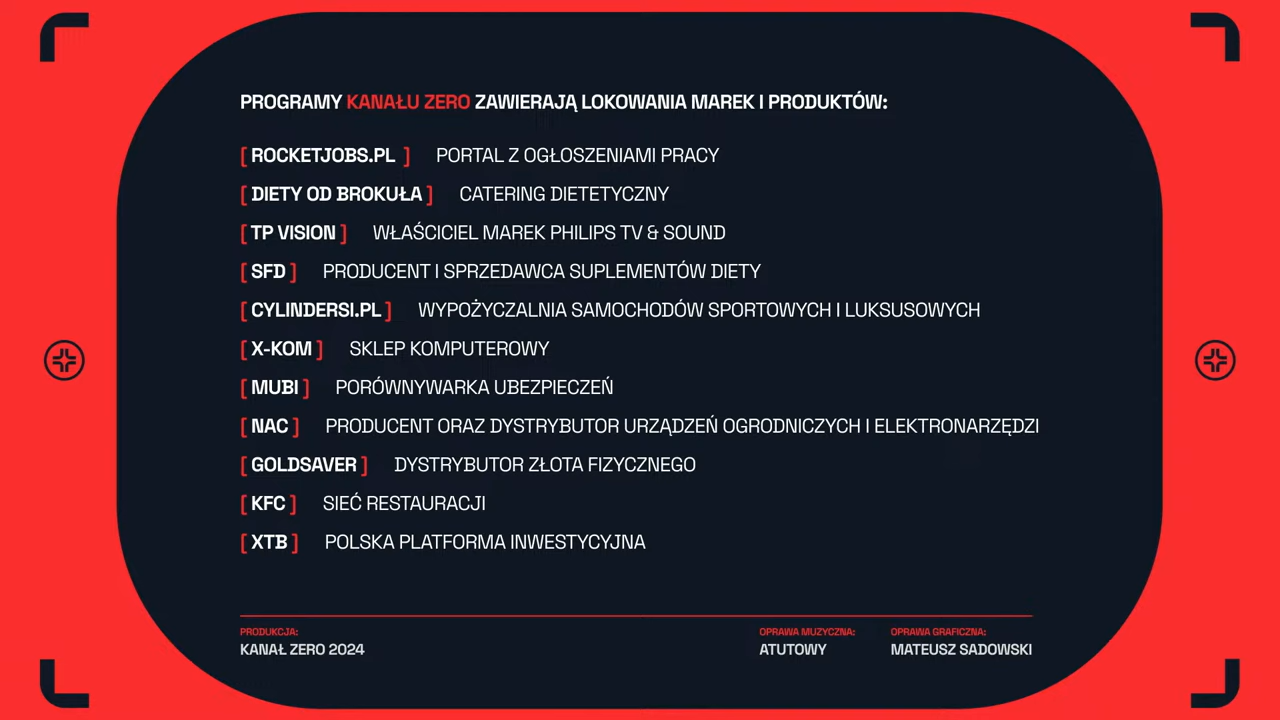 PROGRAMY KANAŁU ZERO ZAWIERAJĄ LOKOWANIA MAREK I PRODUKTÓW:
[ ROCKETJOBS.PL ] PORTAL Z OGŁOSZENIAMI PRACY
[ DIETY OD BROKUŁA ] CATERING DIETETYCZNY
[ TP VISION ] WŁAŚCICIEL MAREK PHILIPS TV & SOUND
[ SFD ] PRODUCENT I SPRZEDAWCA SUPLEMENTÓW DIETY
[ CYLINDERSI.PL ] WYPOŻYCZALNIA SAMOCHODÓW SPORTOWYCH I LUKSUSOWYCH
[ X-KOM ] SKLEP KOMPUTEROWY
[ MUBI ] PORÓWNYWARKA UBEZPIECZEŃ
[ NAC ] PRODUCENT ORAZ DYSTRYBUTOR URZĄDZEŃ OGRODNICZYCH I ELEKTRONARZĘDZI
[ GOLDSAVER ] DYSTRYBUTOR ZŁOTA FIZYCZNEGO
[ KFC ] SIEĆ RESTAURACJI
[ XTB ] POLSKA PLATFORMA INWESTYCYJNA
PRODUKCJA: OPRAWA MUZYCZNA: OPRAWA GRAFICZNA:
KANAŁ ZERO 2024 ATUTOWY MATEUSZ SADOWSKI